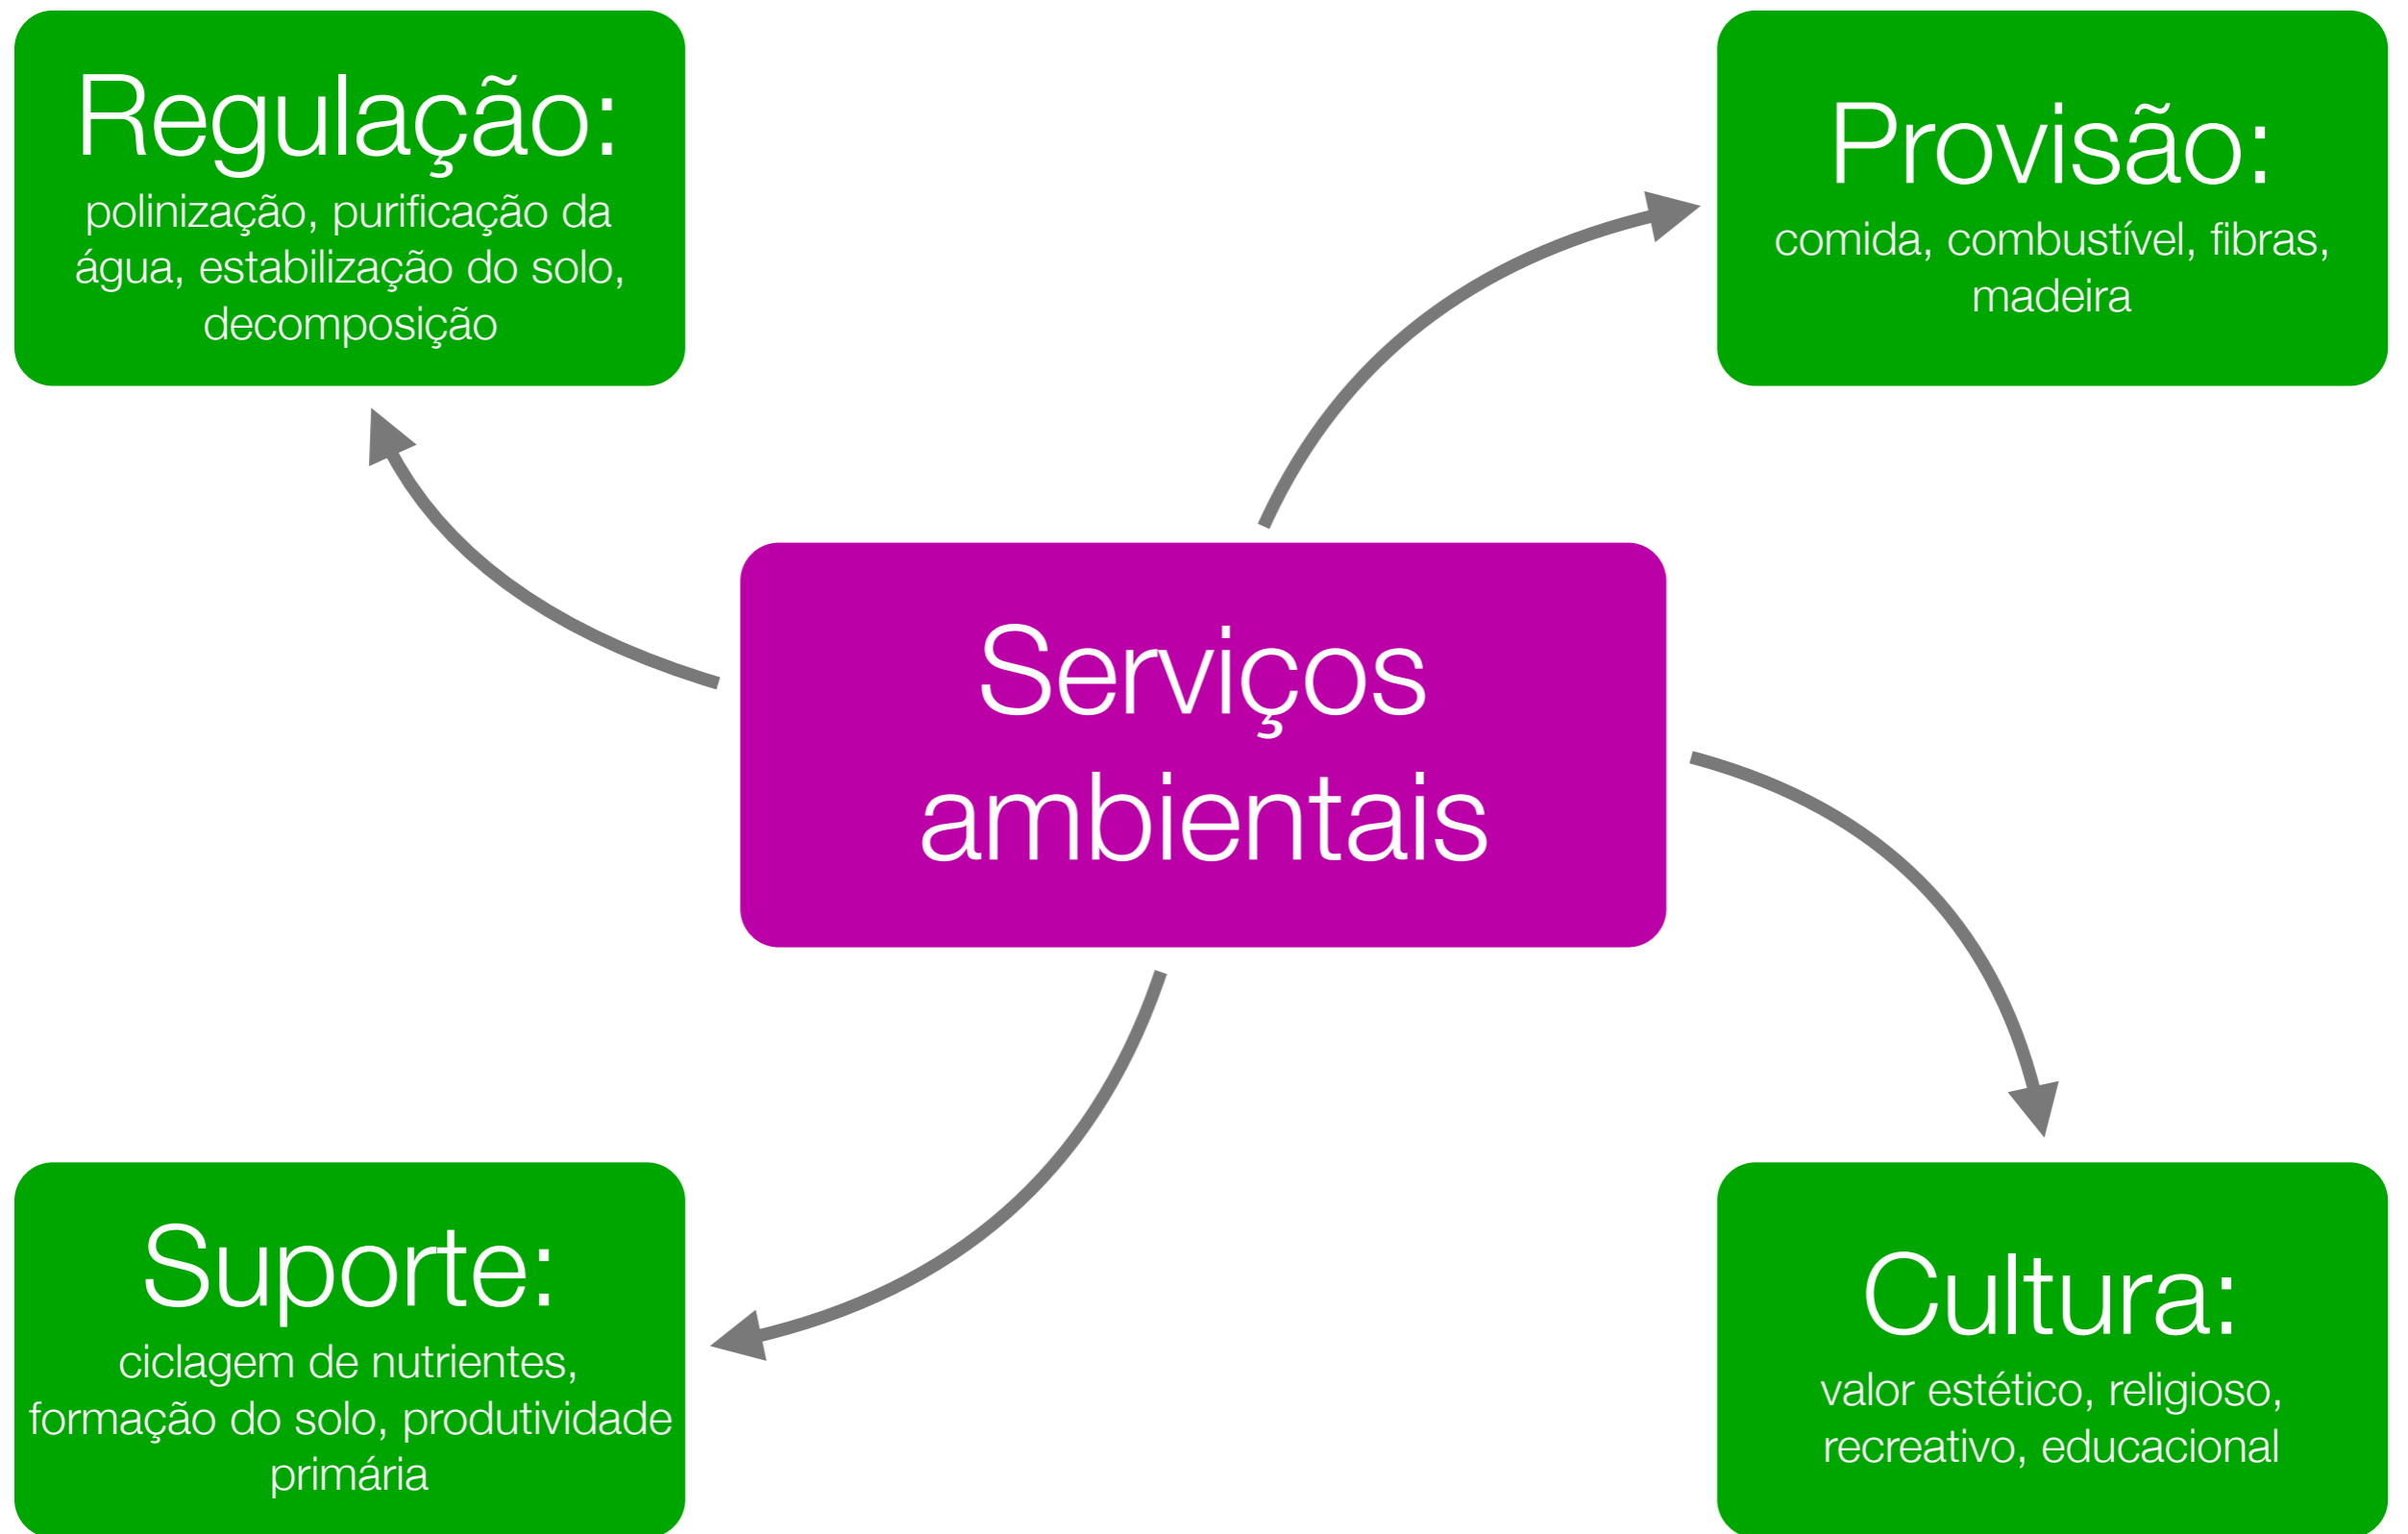 Regulação:
polinização, purificação da
água, estabilização do solo,
decomposição
Provisão:
comida, combustível, fibras,
madeira
Serviços
ambientais
Suporte:
ciclagem de nutrientes,
formação do solo, produtividade
primária
Cultura:
valor estético, religioso,
recreativo, educacional